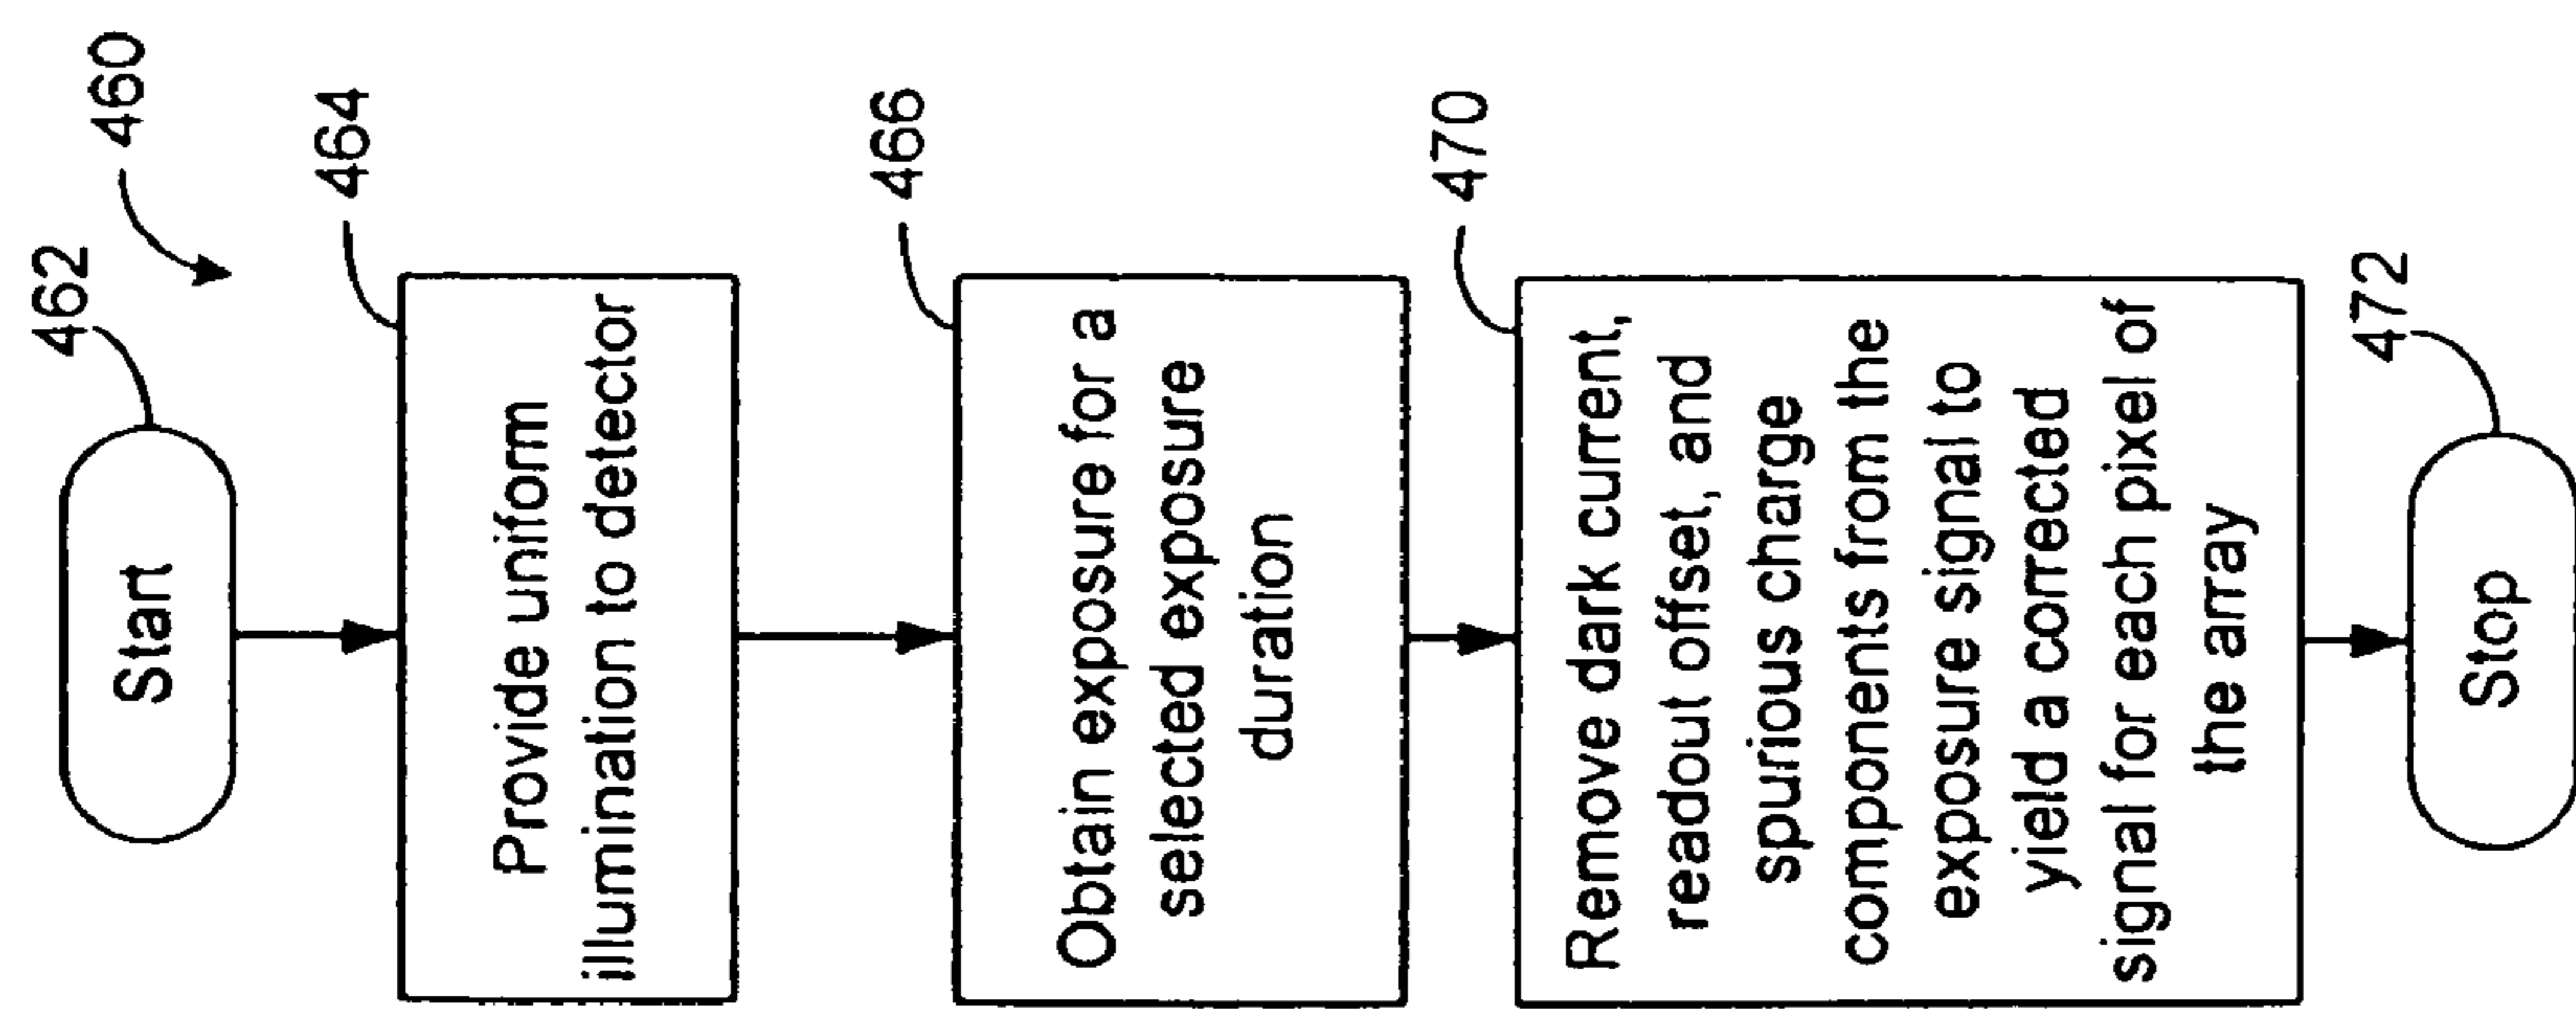 460
462
Start
464
Provide uniform
illumination to detector
466
Obtain exposure for a
selected exposure
duration
470
Remove dark current,
readout offset, and
spurious charge
components from the
exposure signal to
yield a corrected
signal for each pixel of
the array
472
Stop